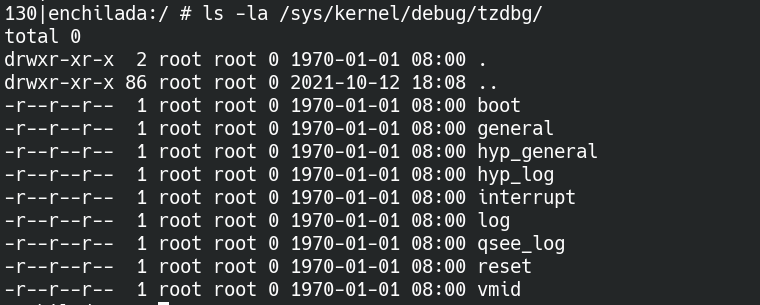 130|enchilada:/ # ls -la /sys/kernel/debug/tzdbg/
total 0
drwxr-xr-x  2 root root 0 1970-01-01 08:00 .
drwxr-xr-x 86 root root 0 2021-10-12 18:08 ..
-r--r--r--  1 root root 0 1970-01-01 08:00 boot
-r--r--r--  1 root root 0 1970-01-01 08:00 general
-r--r--r--  1 root root 0 1970-01-01 08:00 hyp_general
-r--r--r--  1 root root 0 1970-01-01 08:00 hyp_log
-r--r--r--  1 root root 0 1970-01-01 08:00 interrupt
-r--r--r--  1 root root 0 1970-01-01 08:00 log
-r--r--r--  1 root root 0 1970-01-01 08:00 qsee_log
-r--r--r--  1 root root 0 1970-01-01 08:00 reset
-r--r--r--  1 root root 0 1970-01-01 08:00 vmid